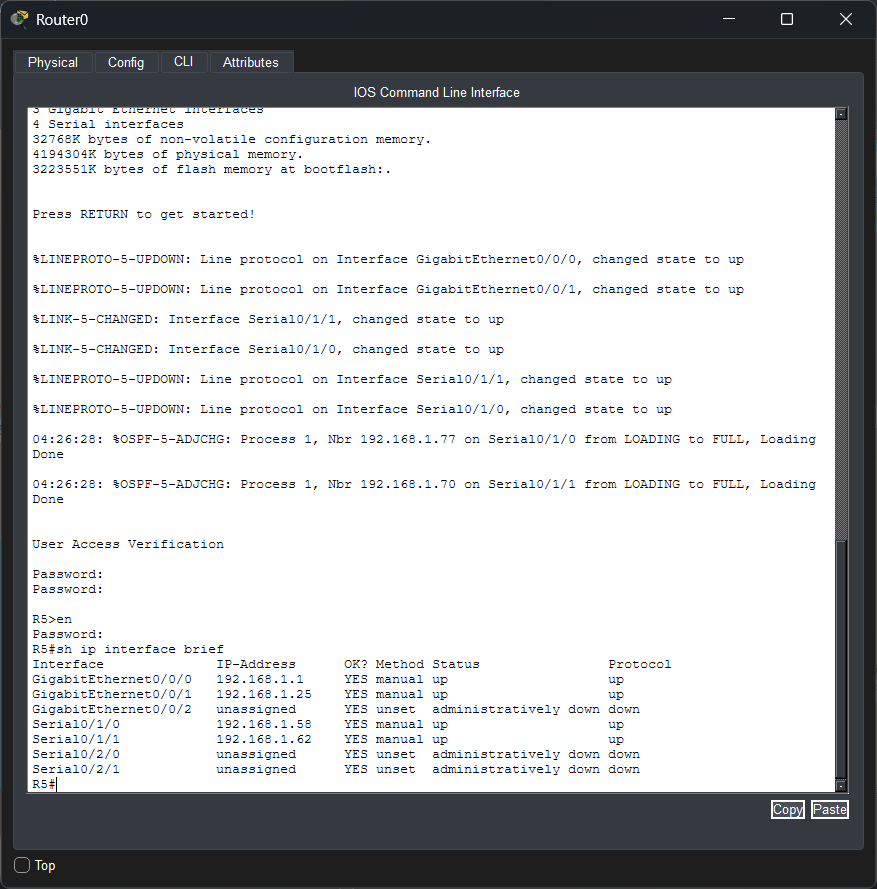 Router0
Physical Config CLI Attributes
IOS Command Line Interface
3 Gigabit Ethernet interfaces
4 Serial interfaces
32768K bytes of non-volatile configuration memory.
4194304K bytes of physical memory.
3223551K bytes of flash memory at bootflash:.
Press RETURN to get started!
%LINEPROTO-5-UPDOWN: Line protocol on Interface GigabitEthernet0/0/0, changed state to up
%LINEPROTO-5-UPDOWN: Line protocol on Interface GigabitEthernet0/0/1, changed state to up
%LINK-5-CHANGED: Interface Serial0/1/1, changed state to up
%LINK-5-CHANGED: Interface Serial0/1/0, changed state to up
%LINEPROTO-5-UPDOWN: Line protocol on Interface Serial0/1/1, changed state to up
%LINEPROTO-5-UPDOWN: Line protocol on Interface Serial0/1/0, changed state to up
04:26:28: %OSPF-5-ADJCHG: Process 1, Nbr 192.168.1.77 on Serial0/1/0 from LOADING to FULL, Loading
Done
04:26:28: %OSPF-5-ADJCHG: Process 1, Nbr 192.168.1.70 on Serial0/1/1 from LOADING to FULL, Loading
Done
User Access Verification
Password:
Password:
R5>en
Password:
R5#sh ip interface brief
Interface IP-Address OK? Method Status Protocol
GigabitEthernet0/0/0 192.168.1.1 YES manual up up
GigabitEthernet0/0/1 192.168.1.25 YES manual up up
GigabitEthernet0/0/2 unassigned YES unset administratively down down
Serial0/1/0 192.168.1.58 YES manual up up
Serial0/1/1 192.168.1.62 YES manual up up
Serial0/2/0 unassigned YES unset administratively down down
Serial0/2/1 unassigned YES unset administratively down down
R5#
Copy Paste
Top